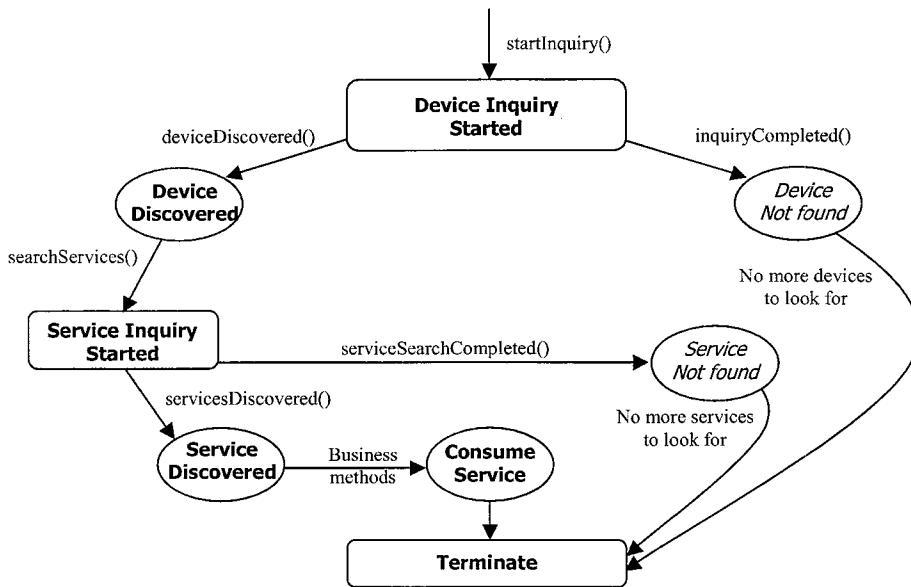 startInquiry()
Device Inquiry
Started
deviceDiscovered()
inquiryCompleted()
Device
Discovered
Device
Not found
searchServices()
No more devices
to look for
Service Inquiry
Started
serviceSearchCompleted()
Service
Not found
servicesDiscovered()
No more services
to look for
Service
Discovered
Business
methods
Consume
Service
Terminate